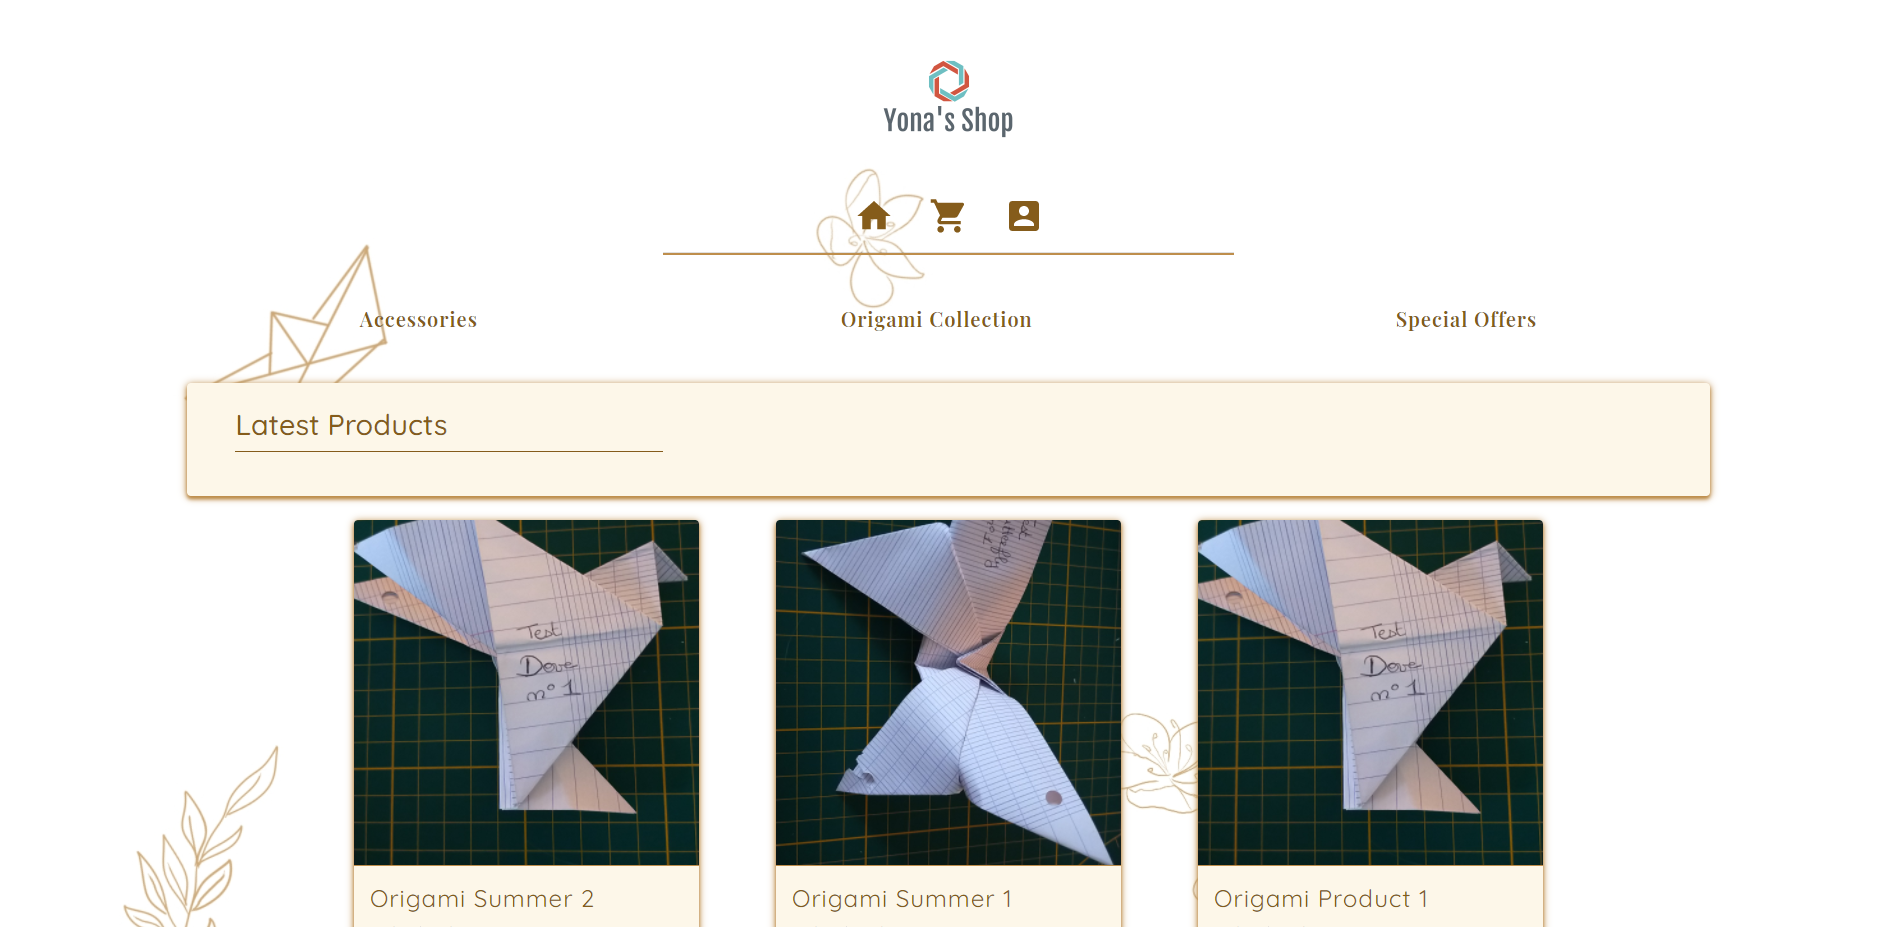 Yona's Shop
Accessories
Origami Collection
Special Offers
Latest Products
Test
Dove
n° 1
Test
Test
Dove
n° 1
Origami Summer 2
Origami Summer 1
Origami Product 1